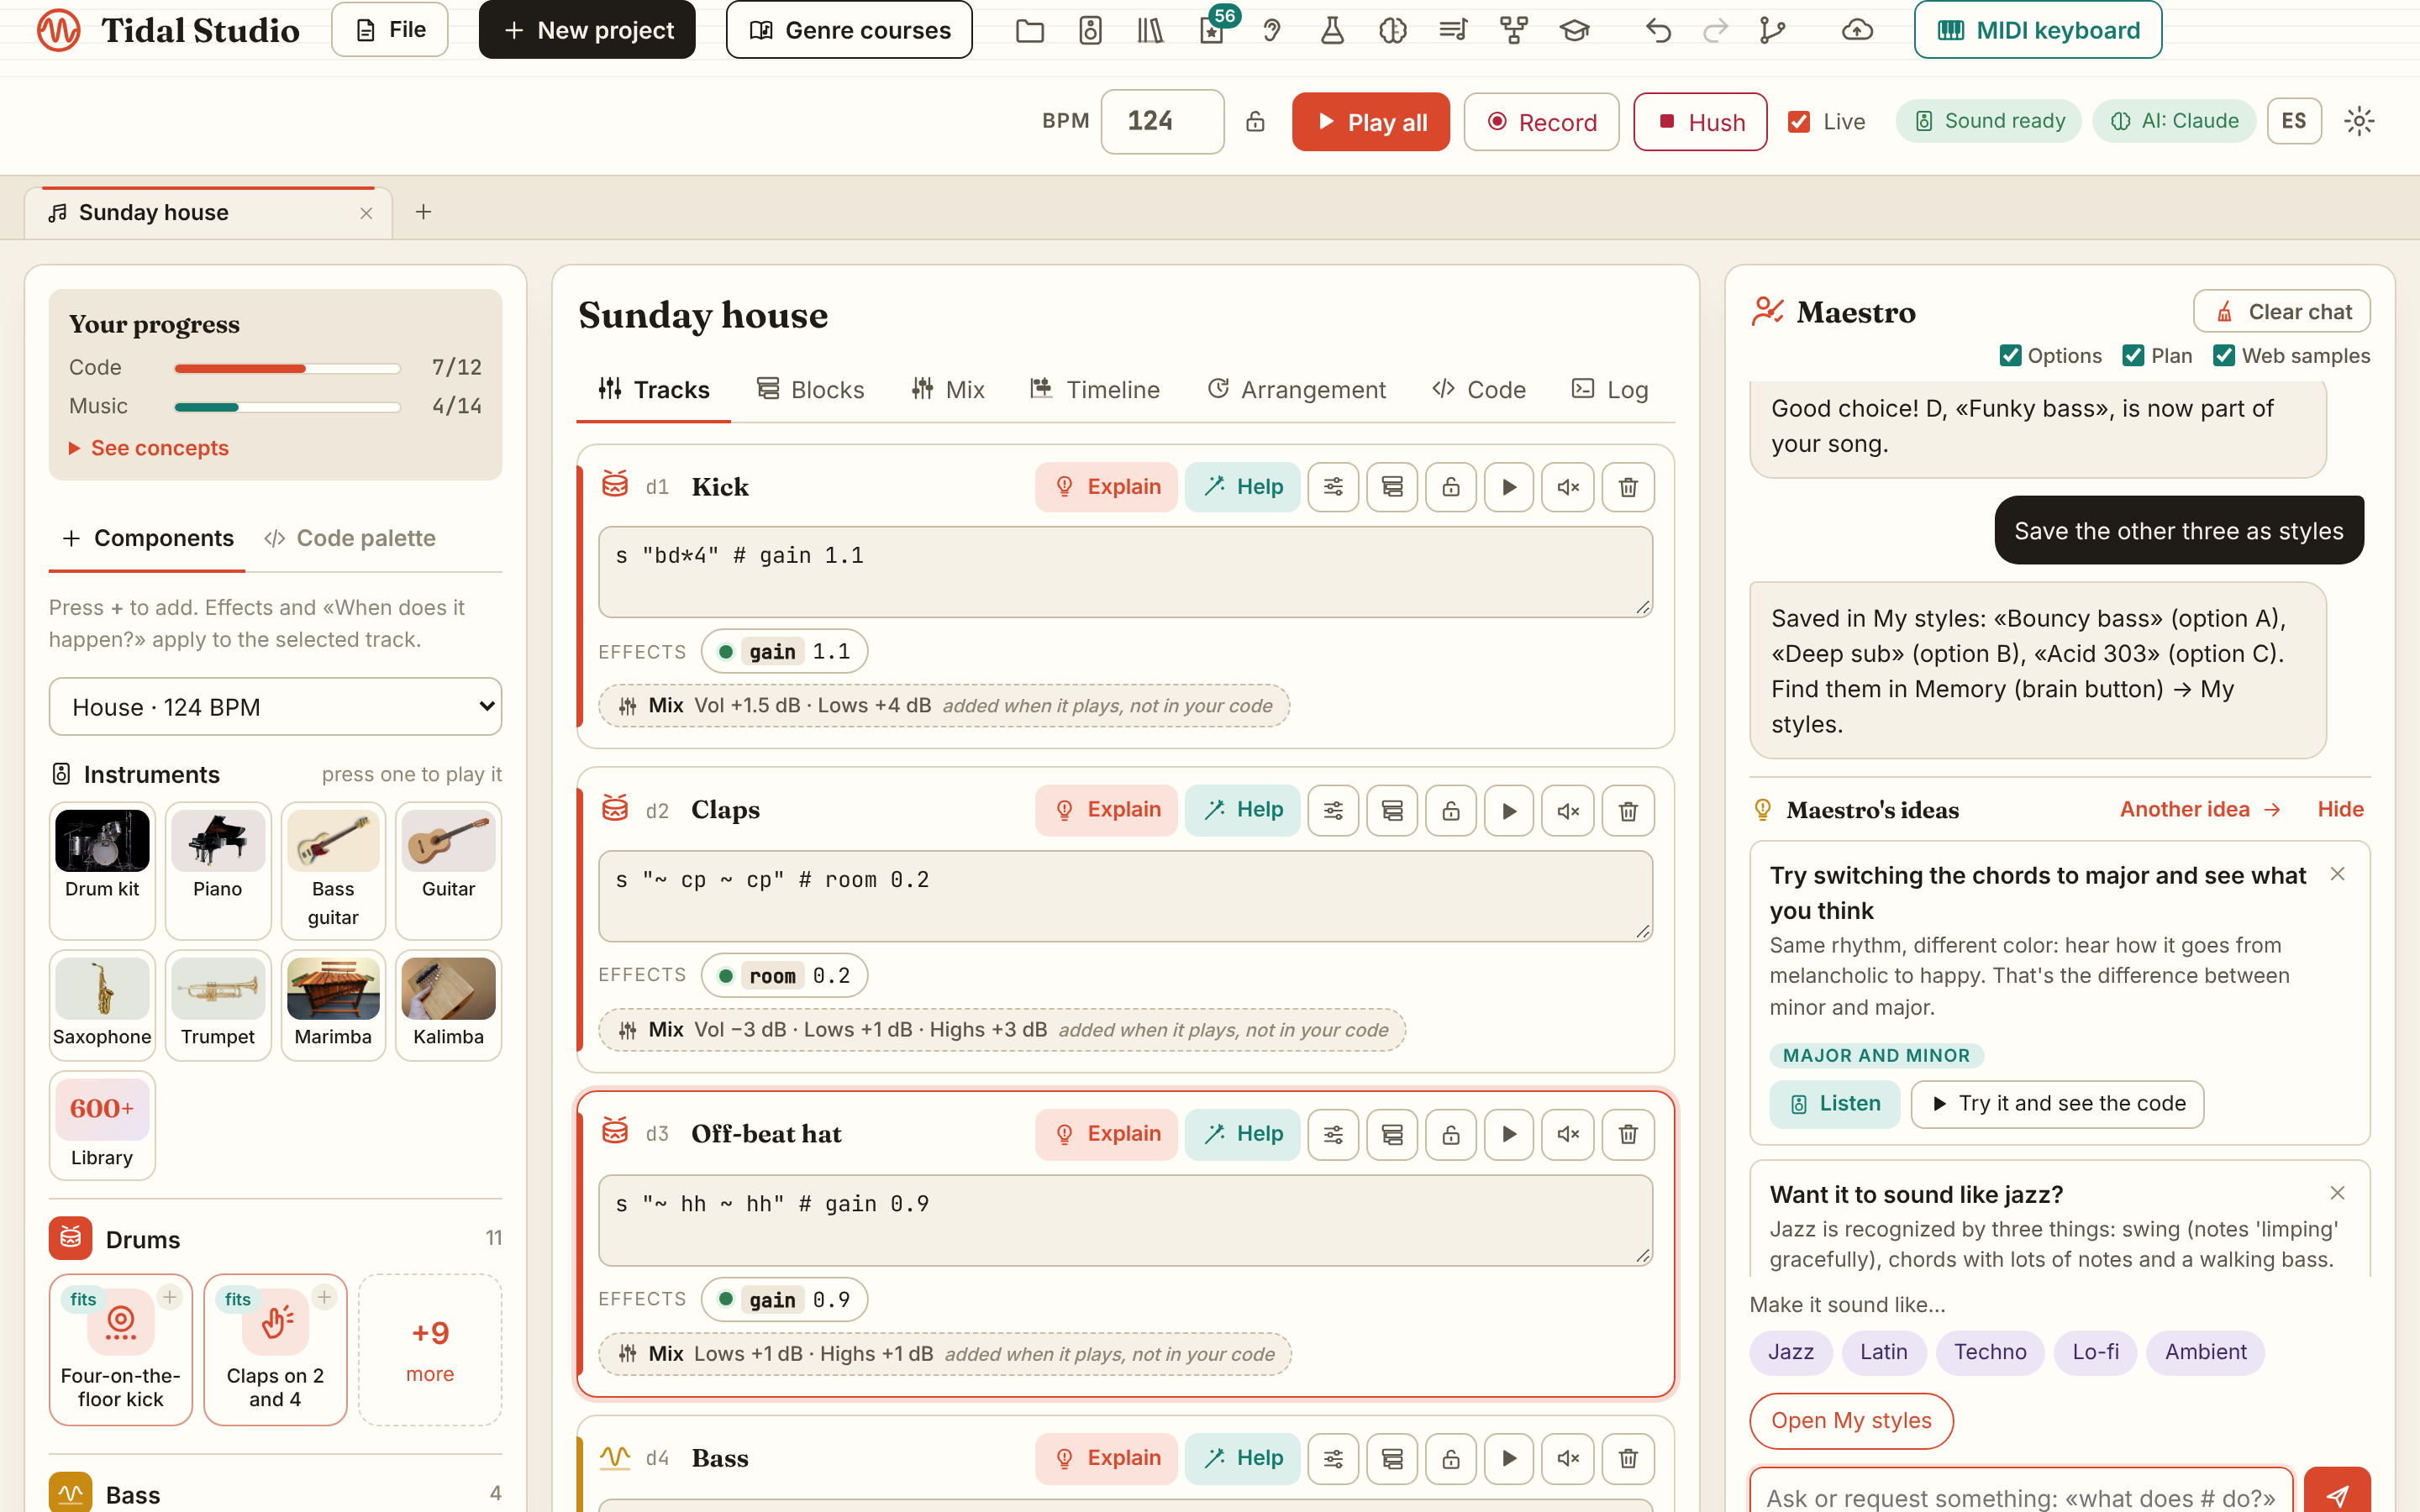 Tidal Studio
File
New project
Genre courses
56
MIDI keyboard
BPM
124
Play all
Record
Hush
Live
Sound ready
AI: Claude
ES
Sunday house
Your progress
Code
7/12
Music
4/14
See concepts
Components
Code palette
Press + to add. Effects and «When does it
happen?» apply to the selected track.
House · 124 BPM
Instruments
press one to play it
Drum kit
Piano
Bass
guitar
Guitar
Saxophone
Trumpet
Marimba
Kalimba
600+
Library
Drums
11
fits
Four-on-the-
floor kick
fits
Claps on 2
and 4
+9
more
Bass
4
Sunday house
Tracks
Blocks
Mix
Timeline
Arrangement
Code
Log
d1
Kick
Explain
Help
s "bd*4" # gain 1.1
EFFECTS
gain 1.1
Mix Vol +1.5 dB · Lows +4 dB added when it plays, not in your code
d2
Claps
Explain
Help
s "~ cp ~ cp" # room 0.2
EFFECTS
room 0.2
Mix Vol −3 dB · Lows +1 dB · Highs +3 dB added when it plays, not in your code
d3
Off-beat hat
Explain
Help
s "~ hh ~ hh" # gain 0.9
EFFECTS
gain 0.9
Mix Lows +1 dB · Highs +1 dB added when it plays, not in your code
d4
Bass
Explain
Help
Maestro
Clear chat
Options
Plan
Web samples
Good choice! D, «Funky bass», is now part of
your song.
Save the other three as styles
Saved in My styles: «Bouncy bass» (option A),
«Deep sub» (option B), «Acid 303» (option C).
Find them in Memory (brain button) → My
styles.
Maestro's ideas
Another idea →
Hide
Try switching the chords to major and see what
you think
Same rhythm, different color: hear how it goes from
melancholic to happy. That's the difference between
minor and major.
MAJOR AND MINOR
Listen
Try it and see the code
Want it to sound like jazz?
Jazz is recognized by three things: swing (notes 'limping'
gracefully), chords with lots of notes and a walking bass.
Make it sound like...
Jazz
Latin
Techno
Lo-fi
Ambient
Open My styles
Ask or request something: «what does # do?»